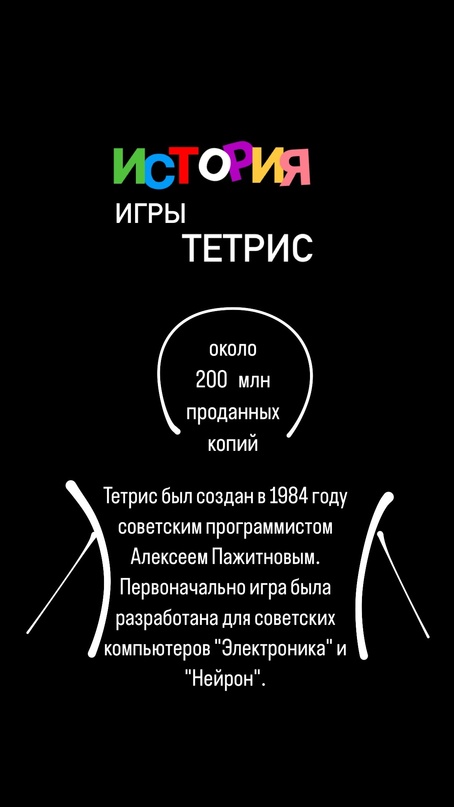 ИСТОРИЯ
ИГРЫ
ТЕТРИС
около
200 млн
проданных
копий
Тетрис был создан в 1984 году
советским программистом
Алексеем Пажитновым.
Первоначально игра была
разработана для советских
компьютеров "Электроника" и
"Нейрон".